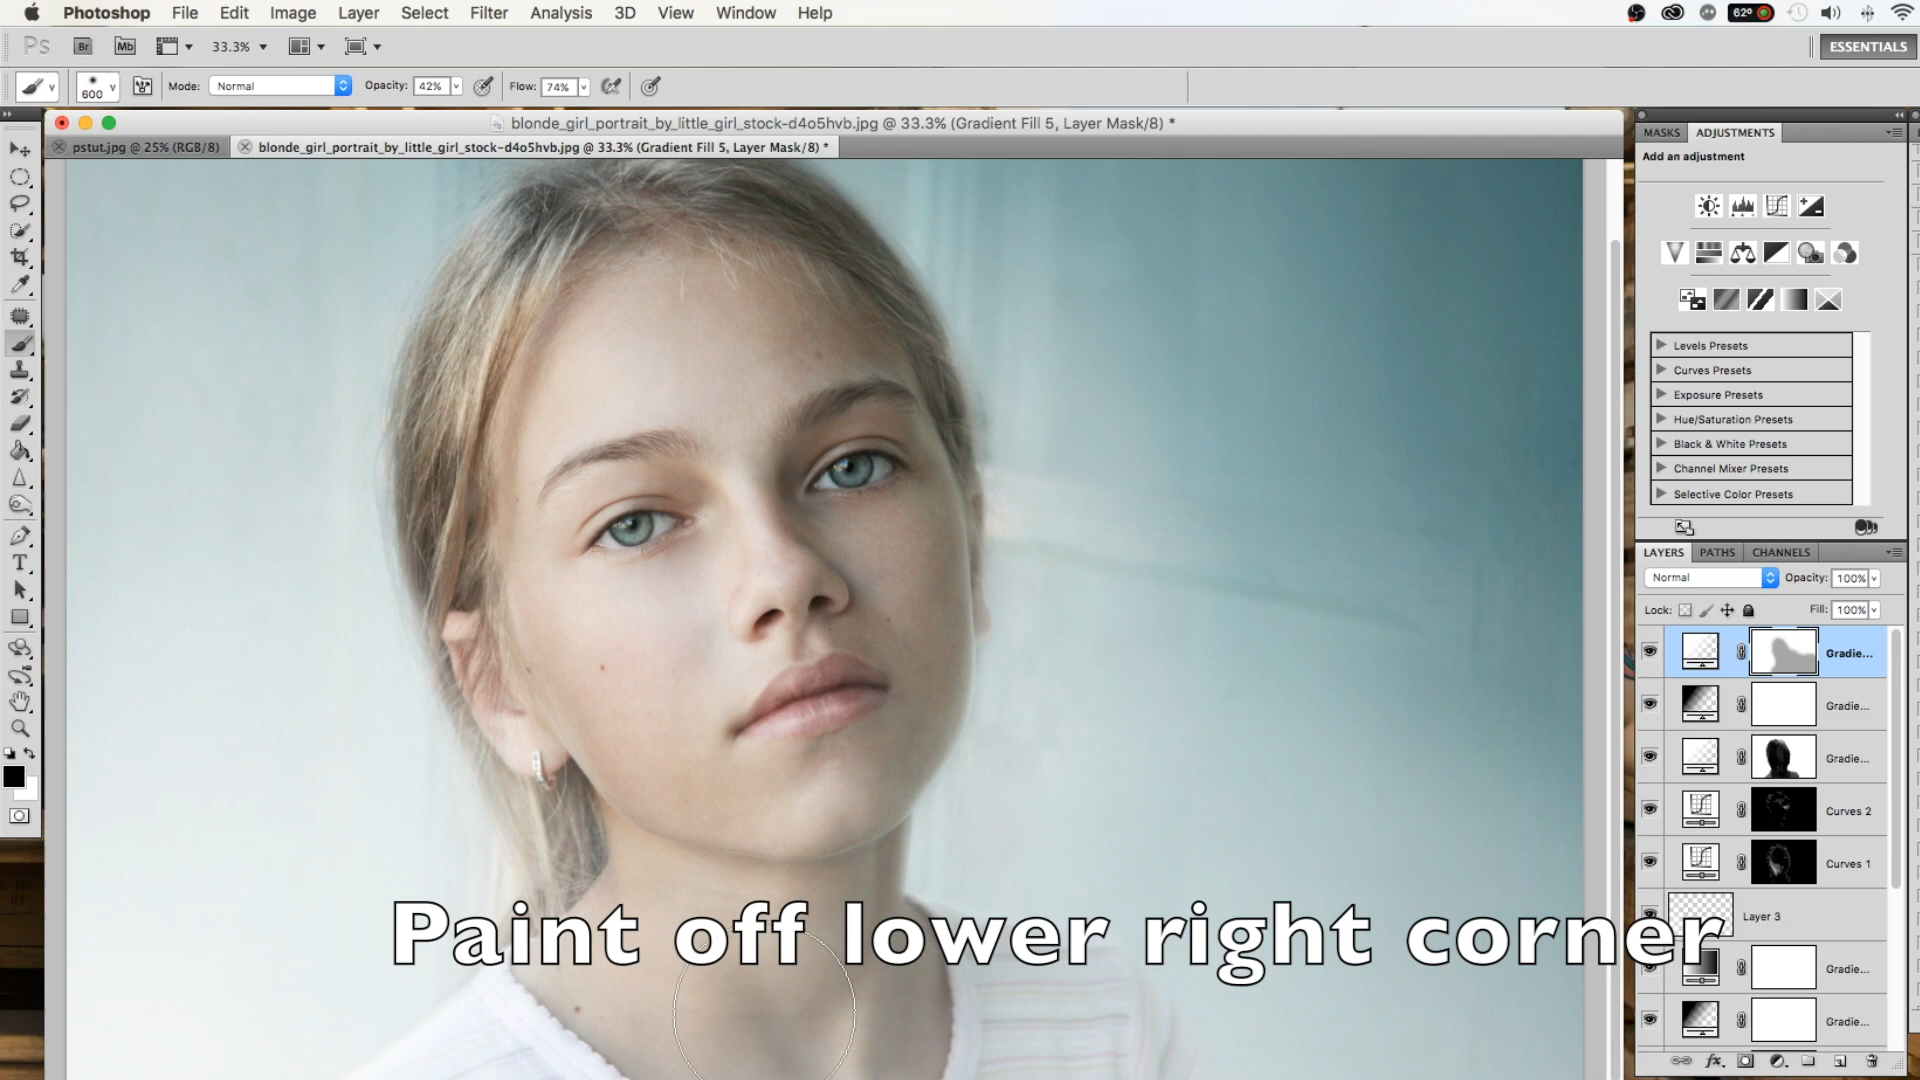 Photoshop File Edit Image Layer Select Filter Analysis 3D View Window Help
62°
Ps Br Mb 33.3% ESSENTIALS
600 Mode: Normal Opacity: 42% Flow: 74%
blonde_girl_portrait_by_little_girl_stock-d4o5hvb.jpg @ 33.3% (Gradient Fill 5, Layer Mask/8) *
pstut.jpg @ 25% (RGB/8) blonde_girl_portrait_by_little_girl_stock-d4o5hvb.jpg @ 33.3% (Gradient Fill 5, Layer Mask/8) *
MASKS ADJUSTMENTS
Add an adjustment
Levels Presets
Curves Presets
Exposure Presets
Hue/Saturation Presets
Black & White Presets
Channel Mixer Presets
Selective Color Presets
LAYERS PATHS CHANNELS
Normal Opacity: 100%
Lock: Fill: 100%
Gradie...
Gradie...
Gradie...
Curves 2
Curves 1
Layer 3
Gradie...
Gradie...
Paint off lower right corner